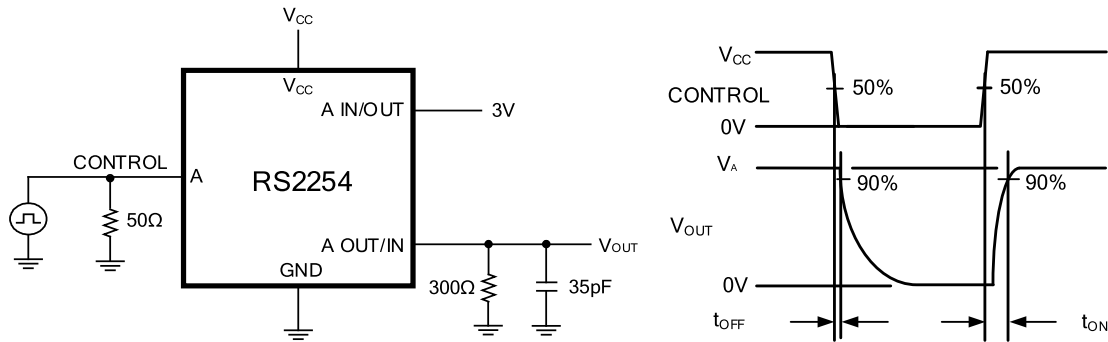 VCC
VCC
A IN/OUT
3V
CONTROL
A
RS2254
50Ω
A OUT/IN
VOUT
GND
300Ω
35pF
VCC
50%
50%
CONTROL
0V
VA
90%
90%
VOUT
0V
tOFF
tON